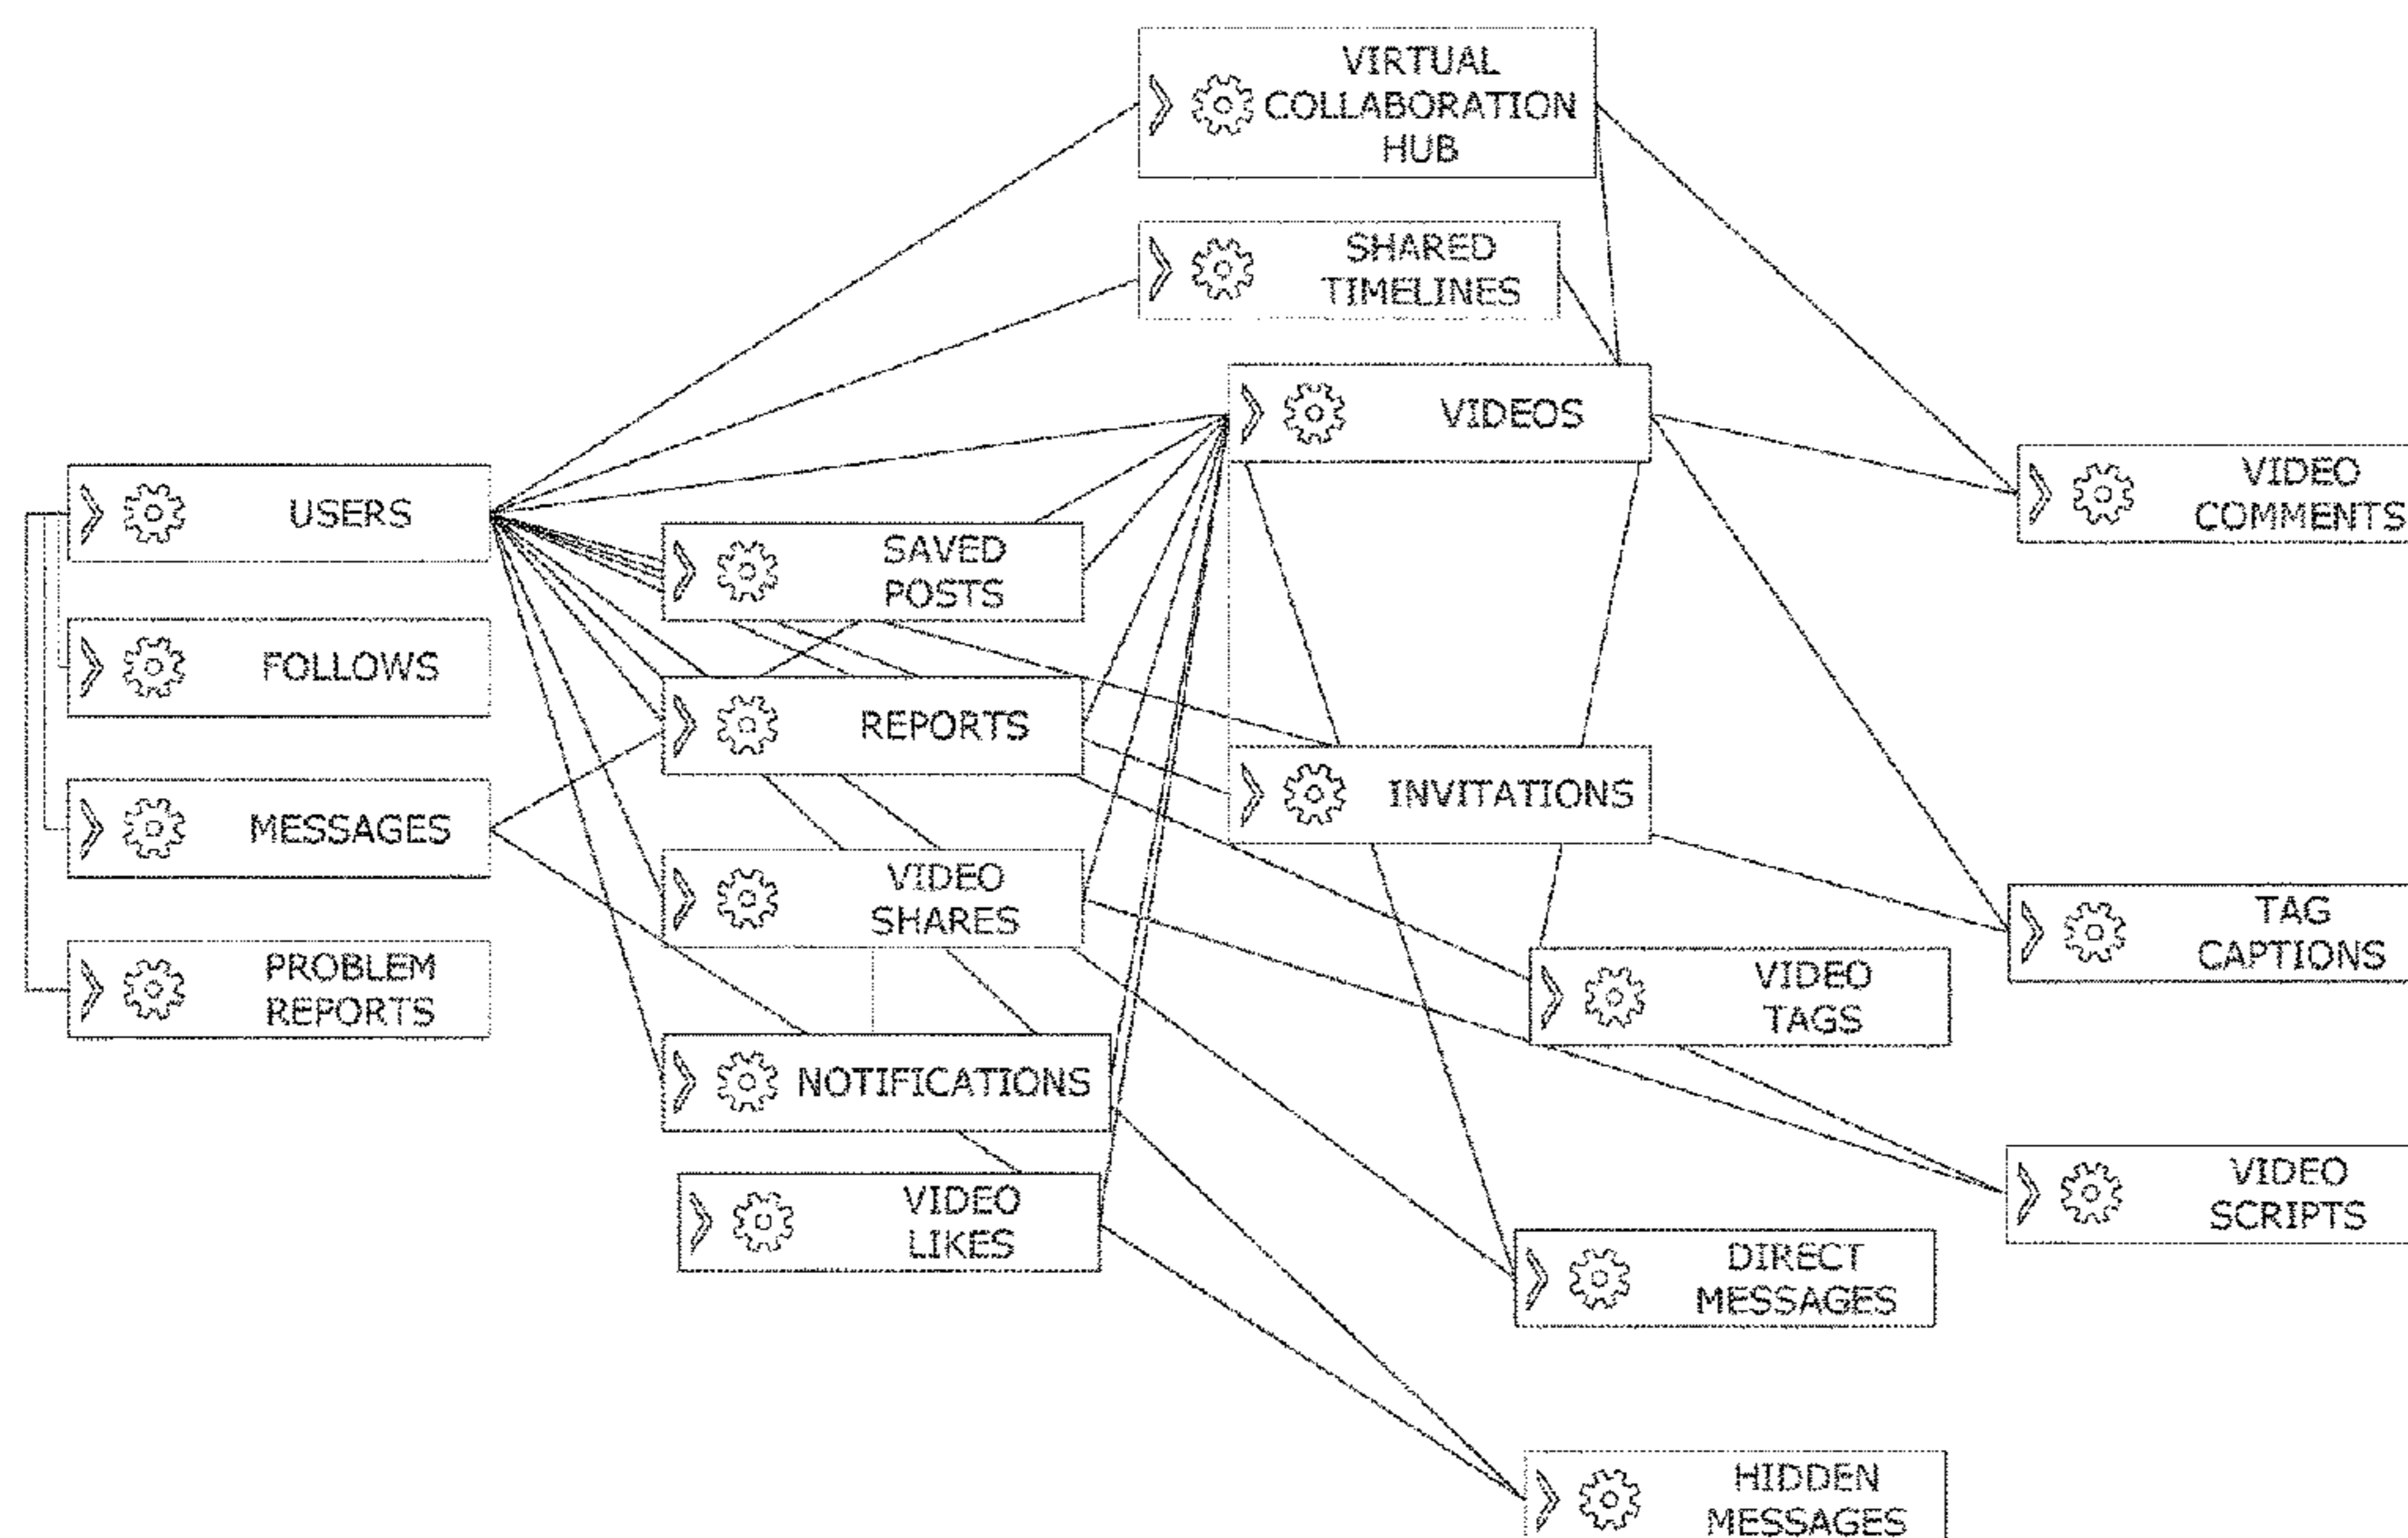 VIRTUAL
COLLABORATION
HUB
SHARED
TIMELINES
VIDEOS
VIDEO
COMMENTS
USERS
SAVED
POSTS
FOLLOWS
REPORTS
INVITATIONS
MESSAGES
VIDEO
SHARES
TAG
CAPTIONS
PROBLEM
REPORTS
VIDEO
TAGS
NOTIFICATIONS
VIDEO
SCRIPTS
VIDEO
LIKES
DIRECT
MESSAGES
HIDDEN
MESSAGES